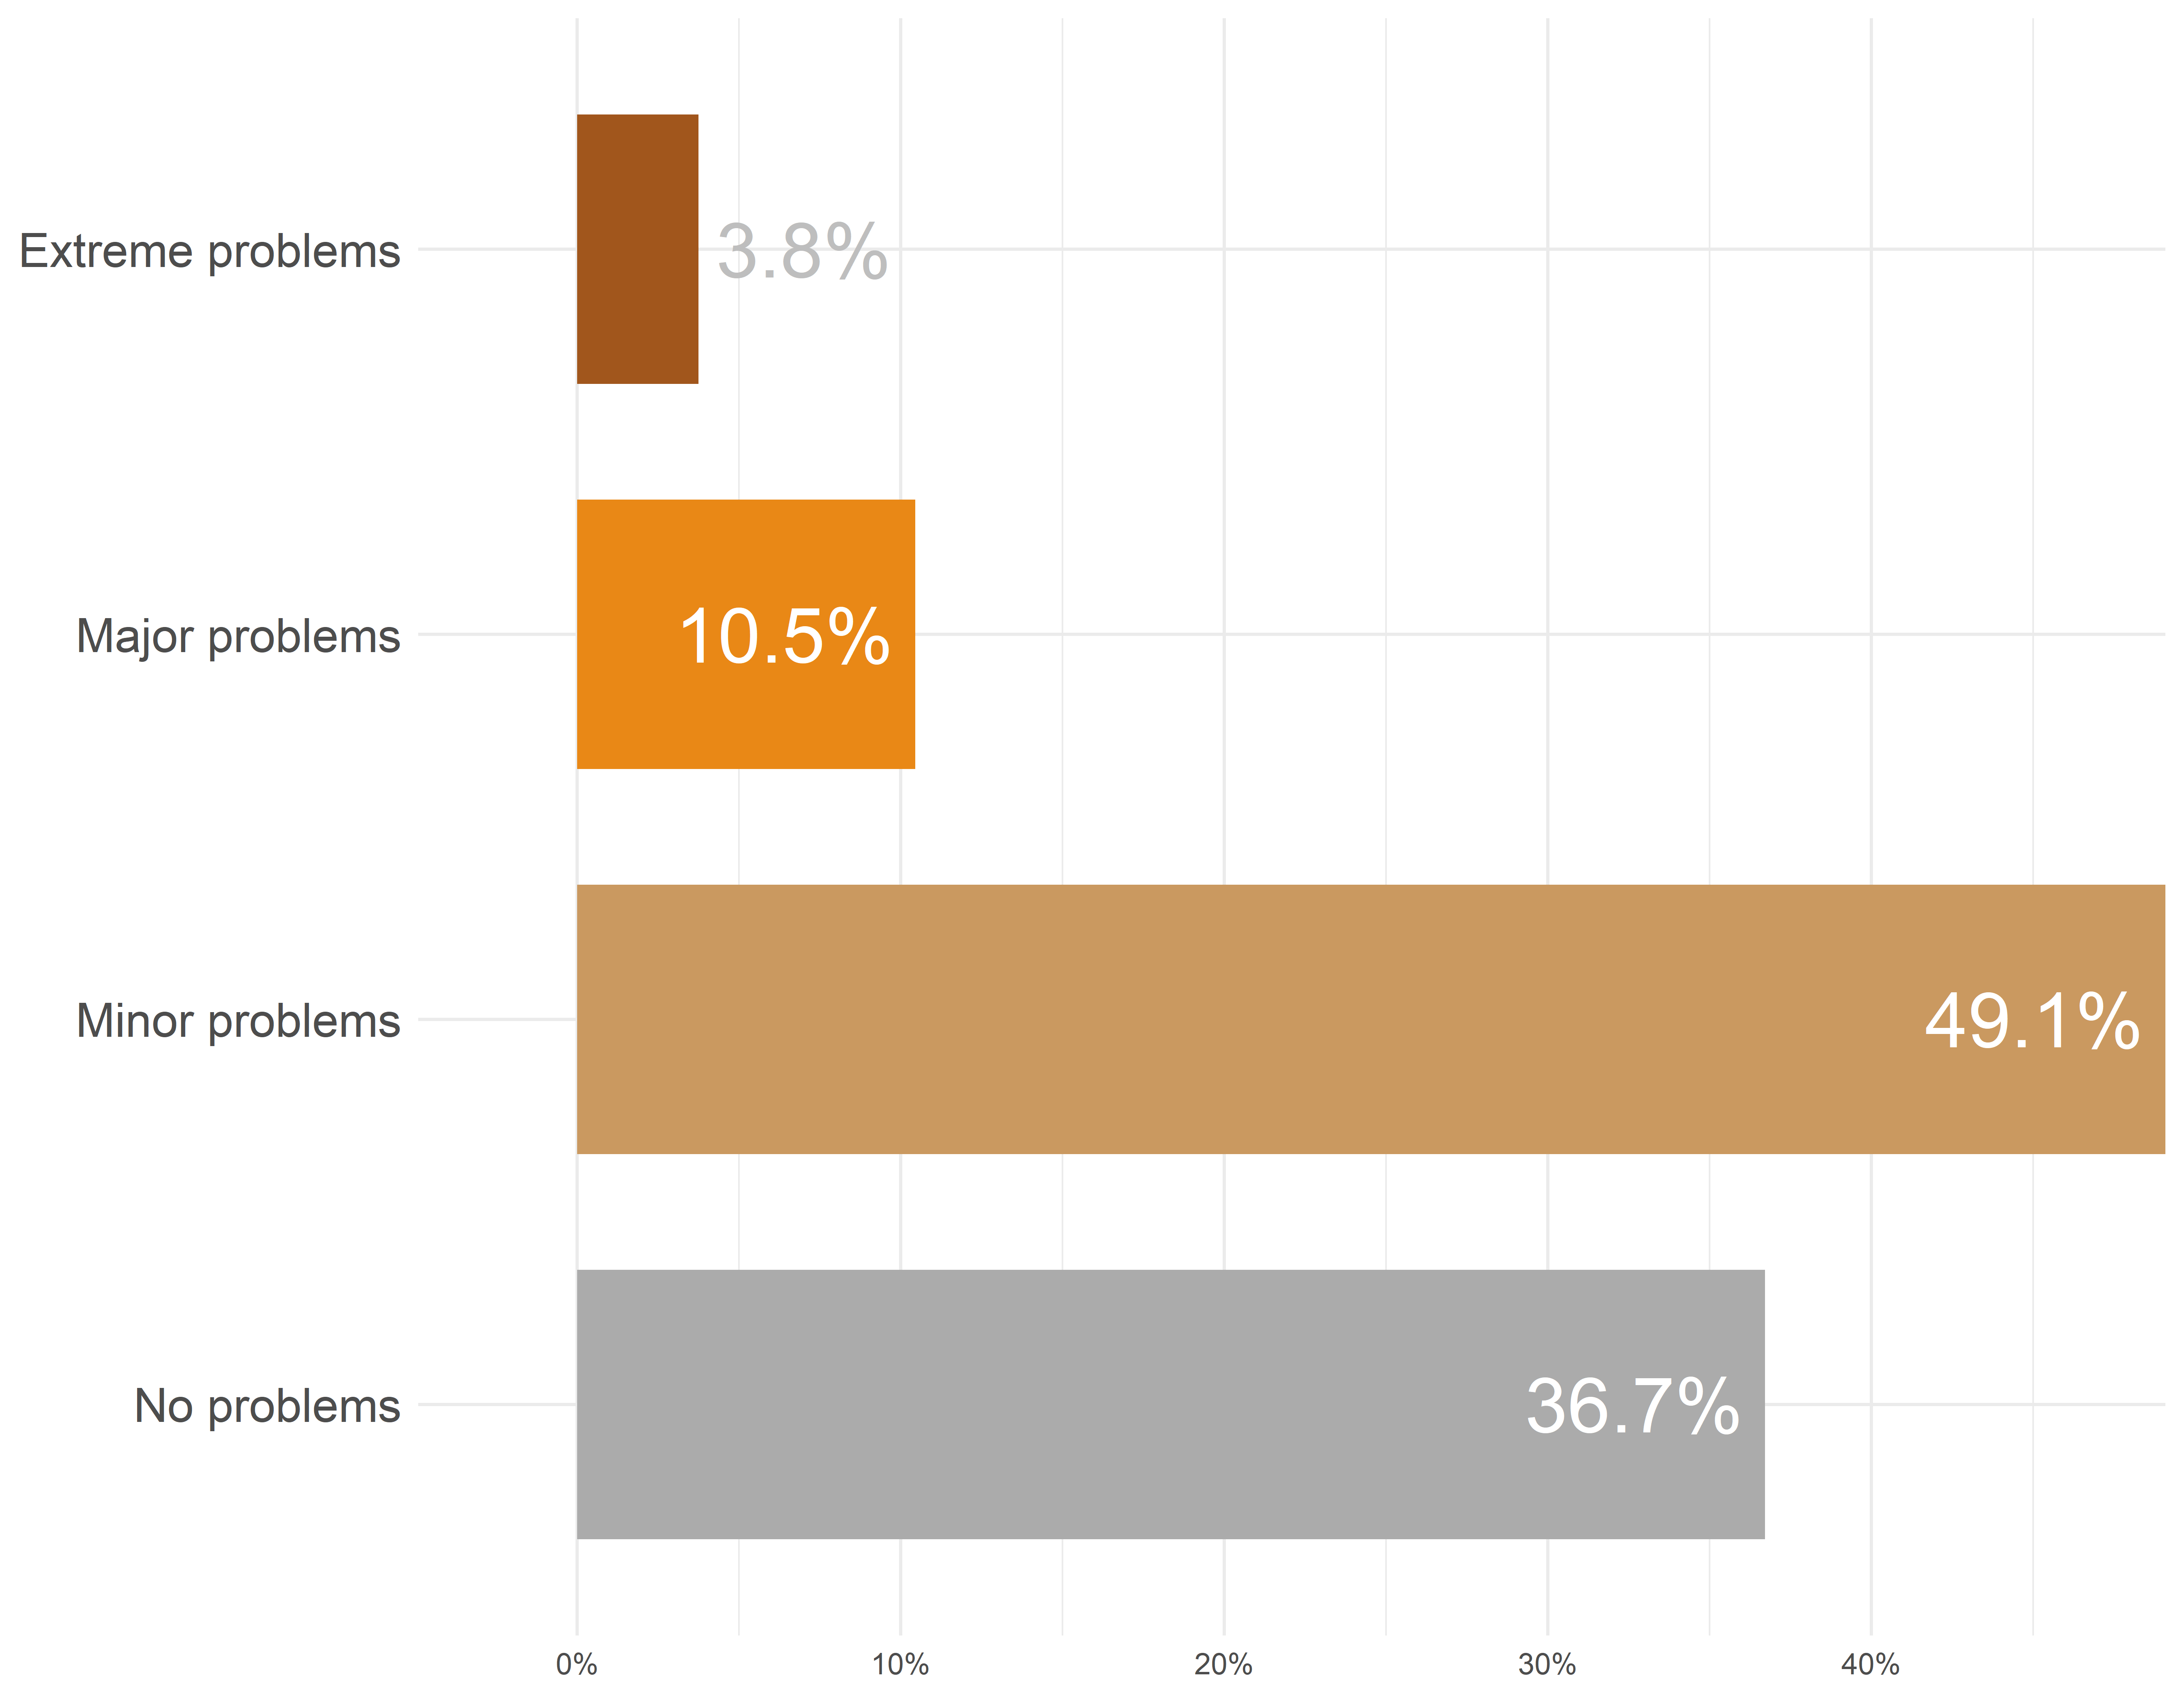 Extreme problems 3.8%
Major problems 10.5%
Minor problems 49.1%
No problems 36.7%
0% 10% 20% 30% 40%